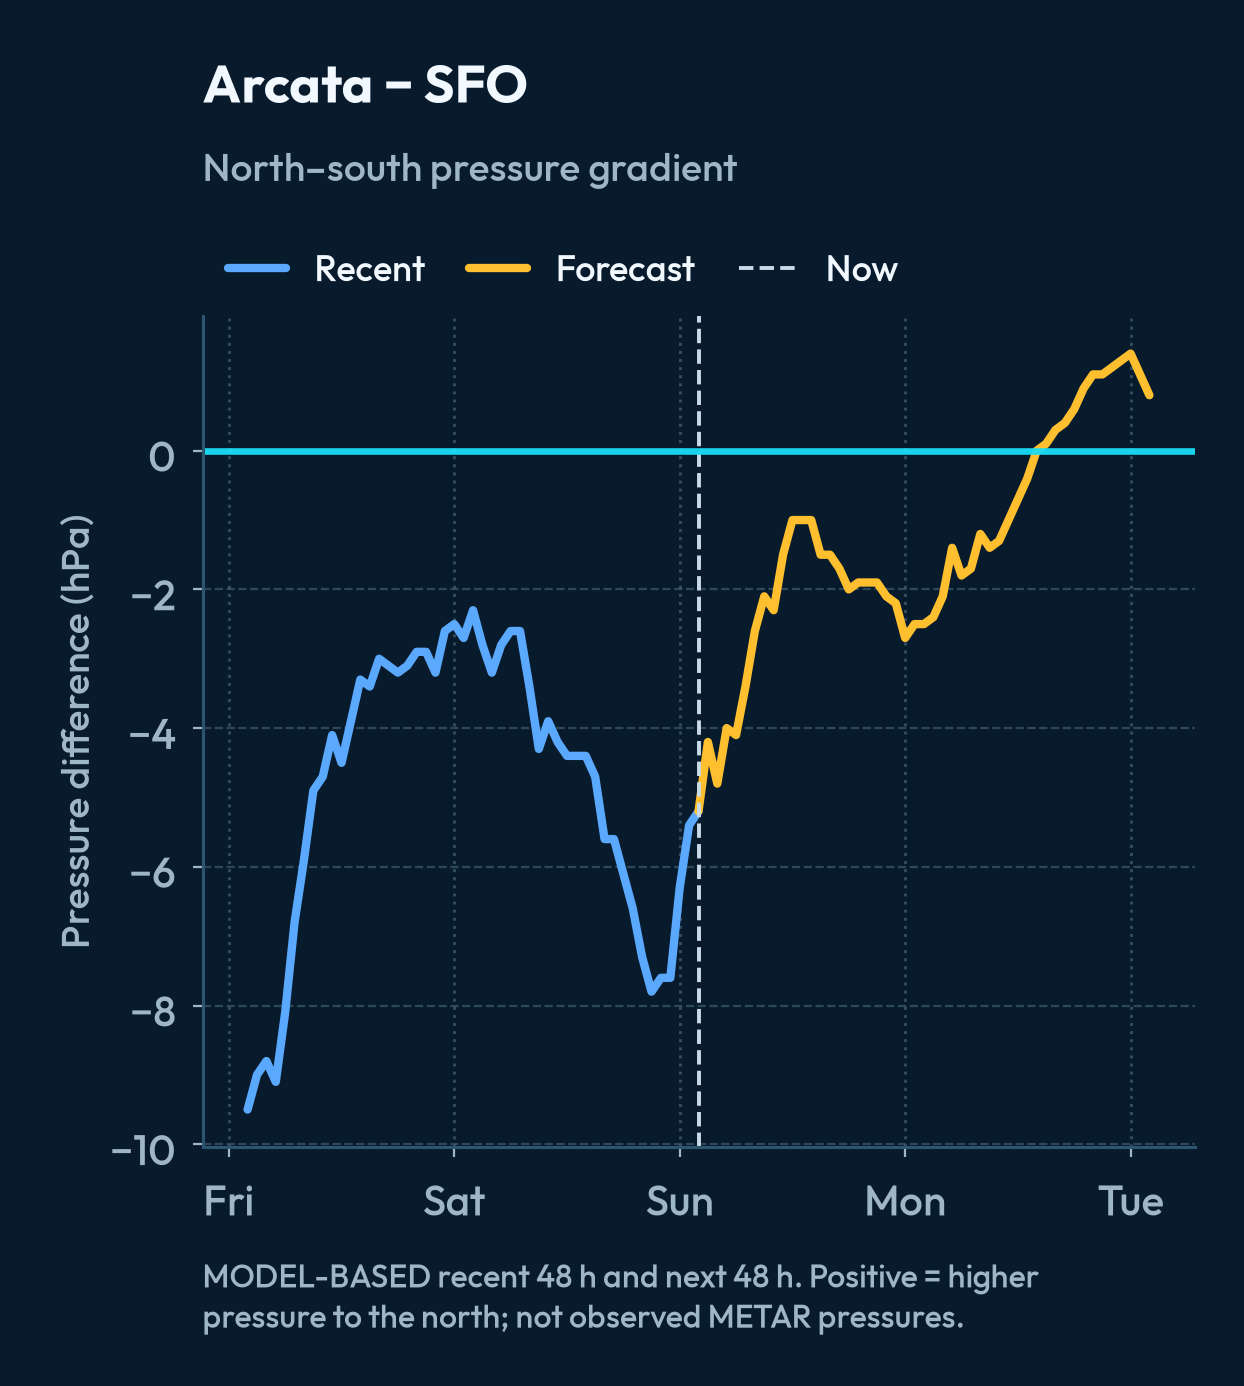 Arcata – SFO
North–south pressure gradient
Recent
Forecast
Now
Pressure difference (hPa)
0
−2
−4
−6
−8
−10
Fri
Sat
Sun
Mon
Tue
MODEL-BASED recent 48 h and next 48 h. Positive = higher
pressure to the north; not observed METAR pressures.